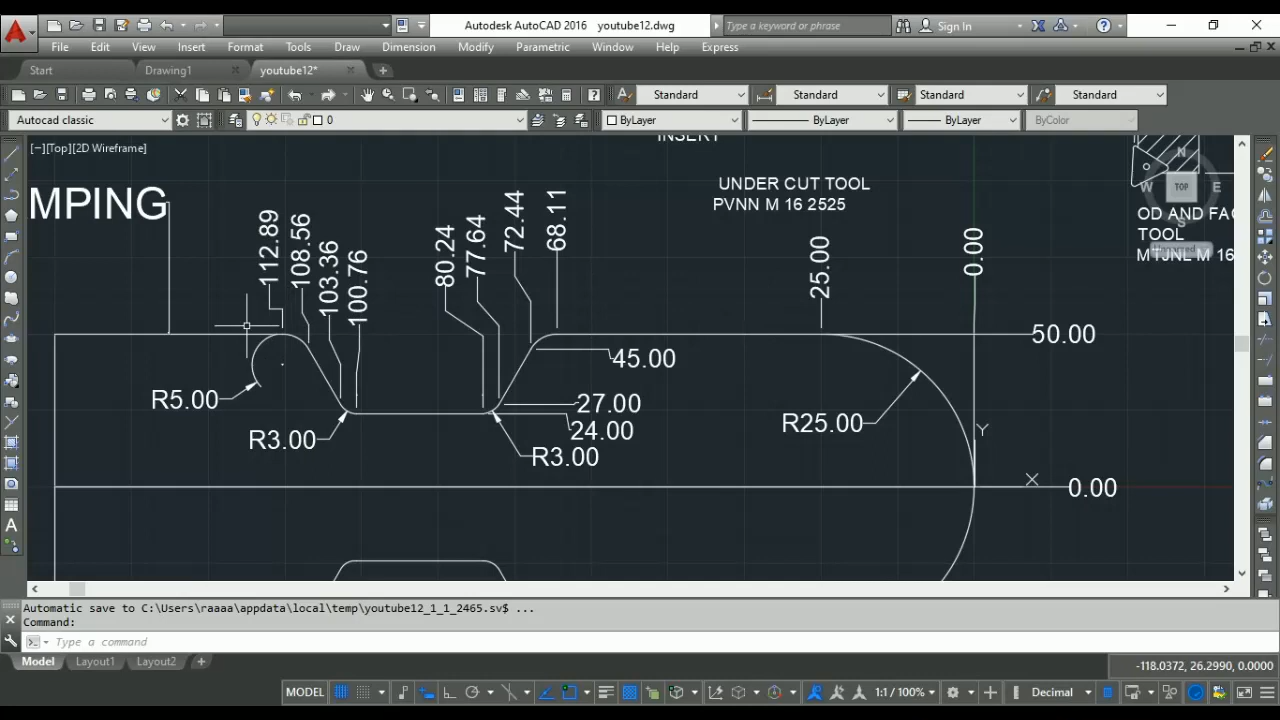 Autodesk AutoCAD 2016 youtube12.dwg
Type a keyword or phrase
Sign In
File Edit View Insert Format Tools Draw Dimension Modify Parametric Window Help Express
Start Drawing1 youtube12*
Standard Standard Standard Standard
Autocad classic 0 ByLayer ByLayer ByLayer ByColor
[−][Top][2D Wireframe]
INSERT
UNDER CUT TOOL
PVNN M 16 2525
MPING
N
W TOP E
S
OD AND FAC
TOOL
MTJNL M 16
Unnamed
112.89
108.56
103.36
100.76
80.24
77.64
72.44
68.11
25.00
0.00
50.00
45.00
R5.00
27.00
R25.00
24.00
R3.00
R3.00
Y
X
0.00
Automatic save to C:\Users\raaaa\appdata\local\temp\youtube12_1_1_2465.sv$ ...
Command:
Type a command
Model Layout1 Layout2
-118.0372, 26.2990, 0.0000
MODEL 1:1 / 100% Decimal